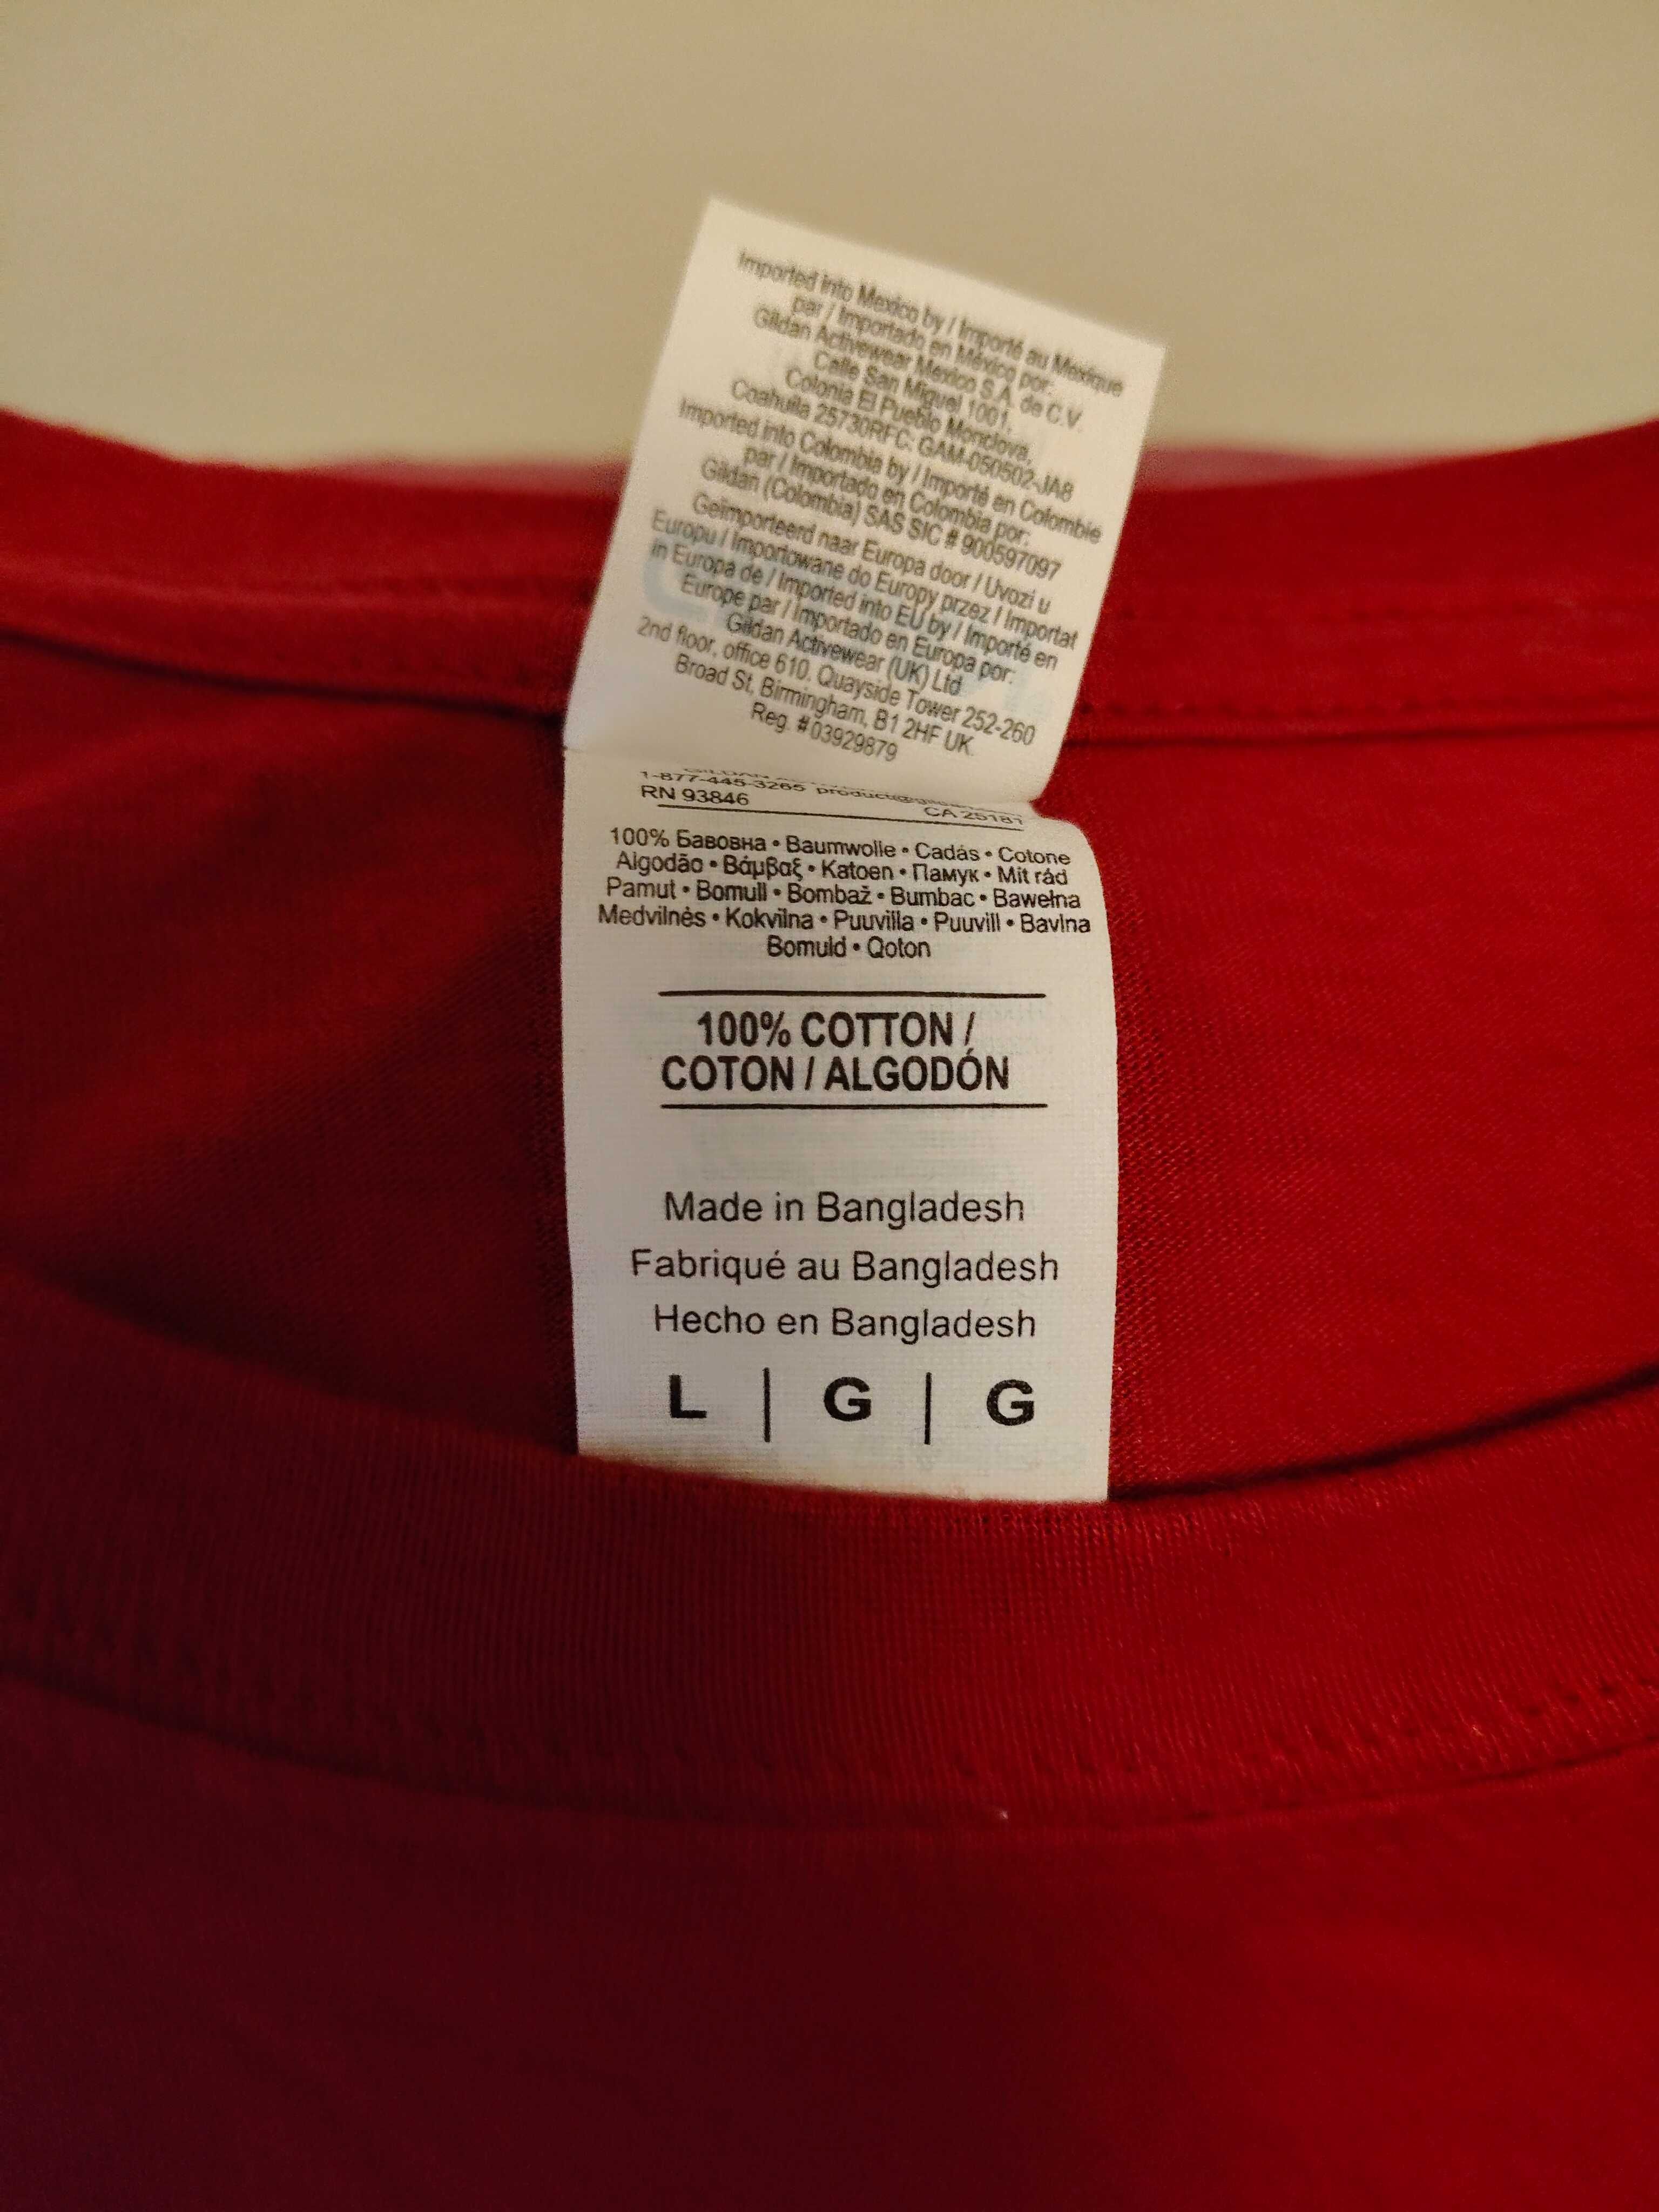 Imported into Mexico by / Importé au Mexique
par / Importado en México por:
Gildan Activewear Mexico S.A. de C.V.
Calle San Miguel 1001,
Colonia El Pueblo Monclova,
Coahuila 25730RFC: GAM-050502-JA8
Imported into Colombia by / Importé en Colombie
par / Importado en Colombia por:
Gildan (Colombia) SAS SIC # 900597097
Geïmporteerd naar Europa door / Uvozi u
Europu / Importowane do Europy przez / Importat
in Europa de / Imported into EU by / Importé en
Europe par / Importado en Europa por:
Gildan Activewear (UK) Ltd
2nd floor, office 610, Quayside Tower 252-260
Broad St, Birmingham, B1 2HF UK.
Reg. # 03929879
1-877-445-3265
RN 93846 CA 25181
100% Бавовна • Baumwolle • Cadás • Cotone
Algodão • Βάμβαξ • Katoen • Памук • Mit rád
Pamut • Bomull • Bombaž • Bumbac • Bawełna
Medvilnės • Kokvilna • Puuvilla • Puuvill • Bavlna
Bomuld • Qoton
100% COTTON /
COTON / ALGODÓN
Made in Bangladesh
Fabriqué au Bangladesh
Hecho en Bangladesh
L | G | G